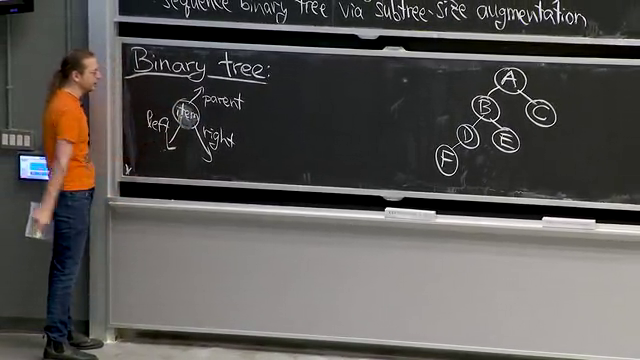 sequence binary tree via subtree-size augmentation
Binary tree:
parent
item
left
right
A
B
C
D
E
F